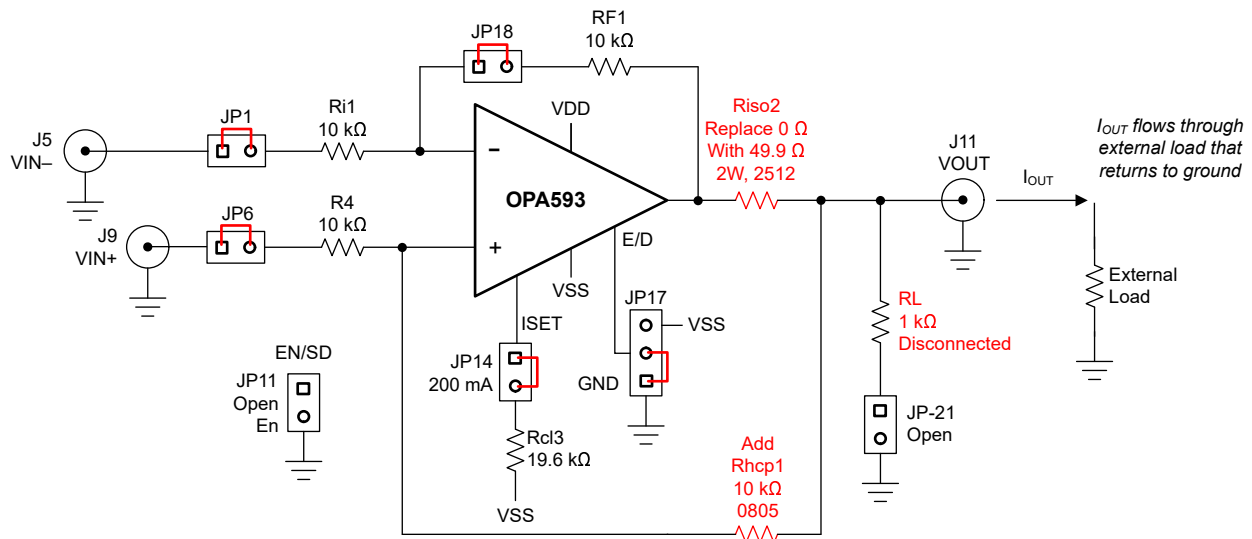 JP18
RF1
10 kΩ
J5
VIN–
JP1
Ri1
10 kΩ
VDD
Riso2
Replace 0 Ω
With 49.9 Ω
2W, 2512
J11
VOUT
IOUT
IOUT flows through
external load that
returns to ground
–
OPA593
+
J9
VIN+
JP6
R4
10 kΩ
E/D
VSS
ISET
JP17
VSS
GND
JP14
200 mA
Rcl3
19.6 kΩ
VSS
EN/SD
JP11
Open
En
RL
1 kΩ
Disconnected
External
Load
JP-21
Open
Add
Rhcp1
10 kΩ
0805